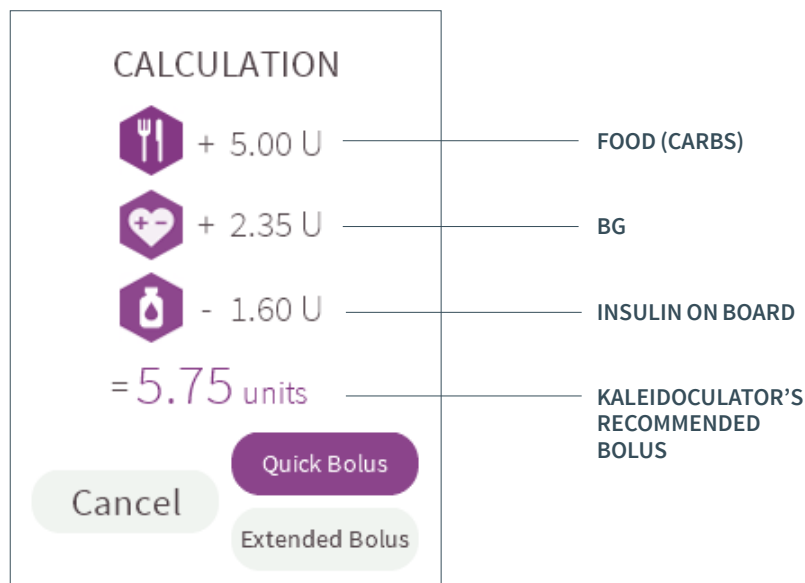 CALCULATION
+ 5.00 U
FOOD (CARBS)
+ 2.35 U
BG
- 1.60 U
INSULIN ON BOARD
= 5.75 units
KALEIDOCULATOR’S
RECOMMENDED
BOLUS
Quick Bolus
Cancel
Extended Bolus